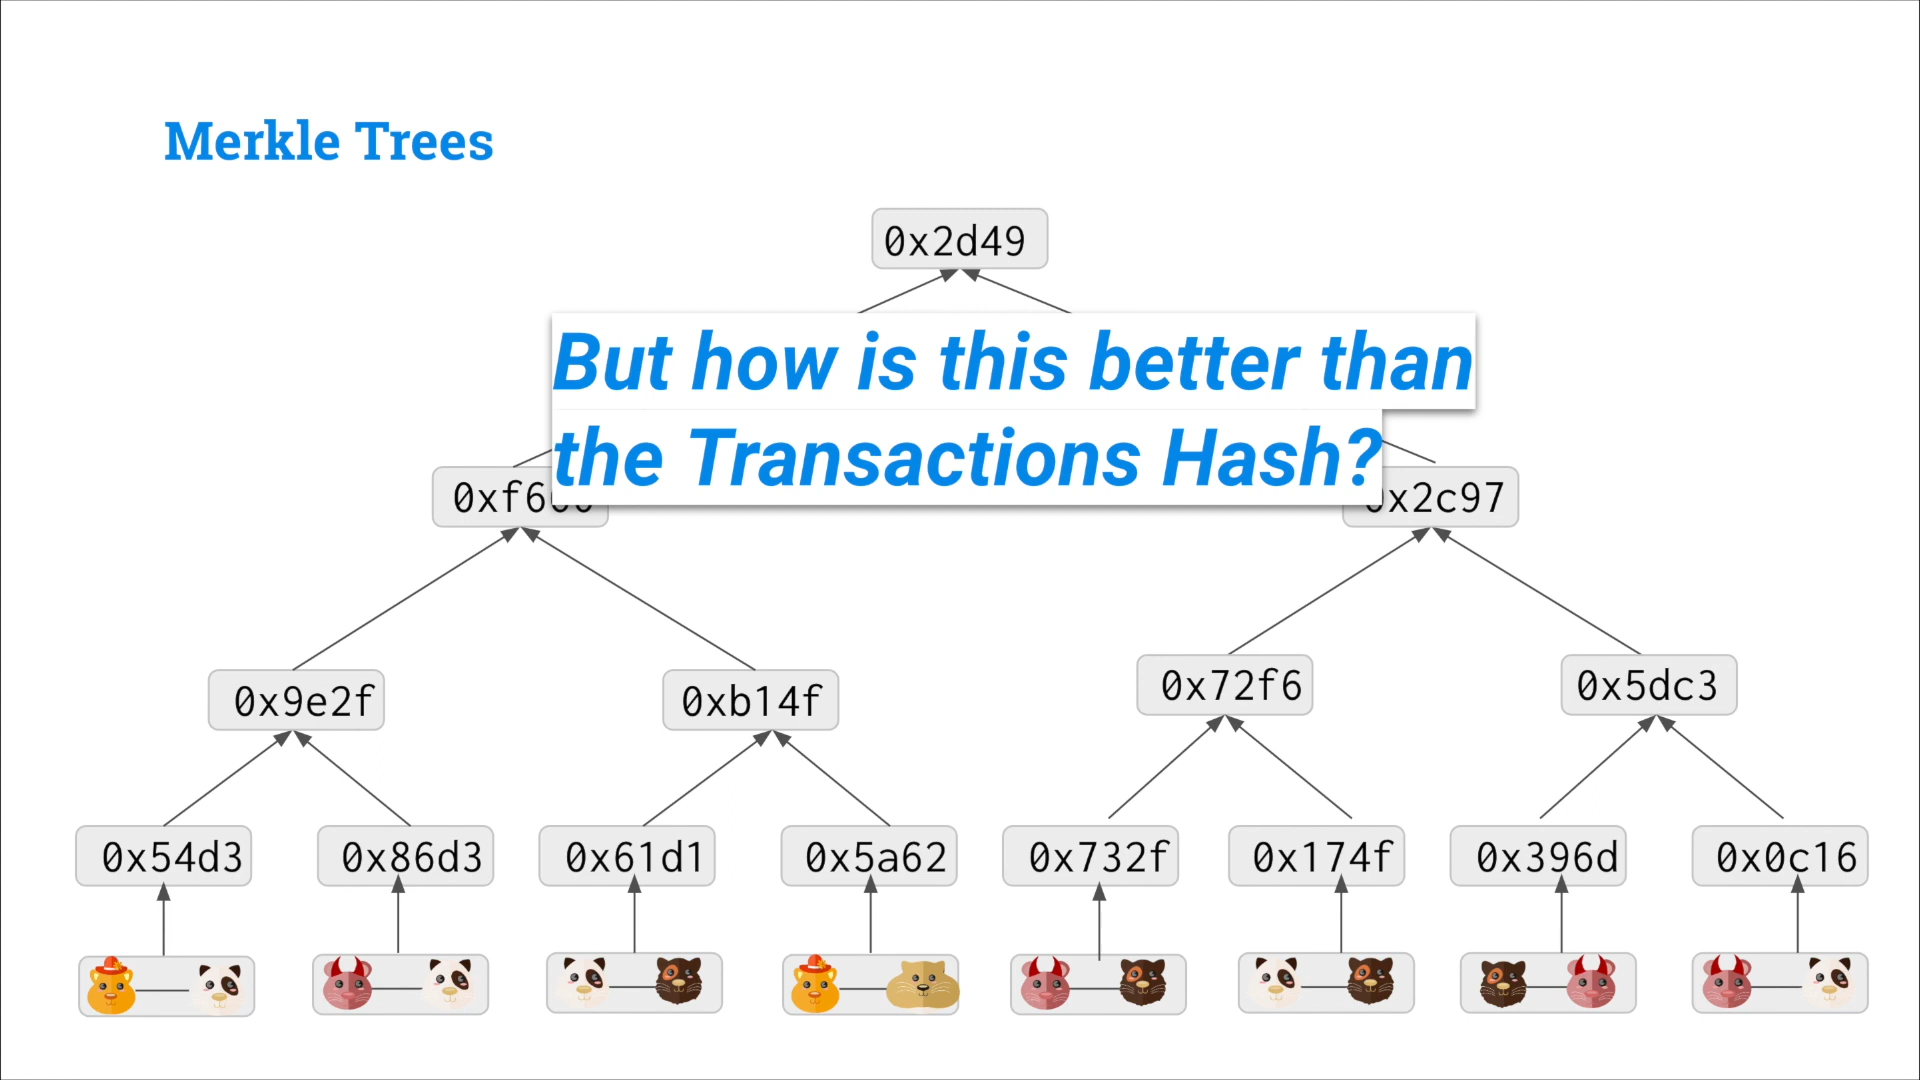 Merkle Trees
0x2d49
But how is this better than
the Transactions Hash?
0x2c97
0x9e2f
0xb14f
0x72f6
0x5dc3
0x54d3
0x86d3
0x61d1
0x5a62
0x732f
0x174f
0x396d
0x0c16